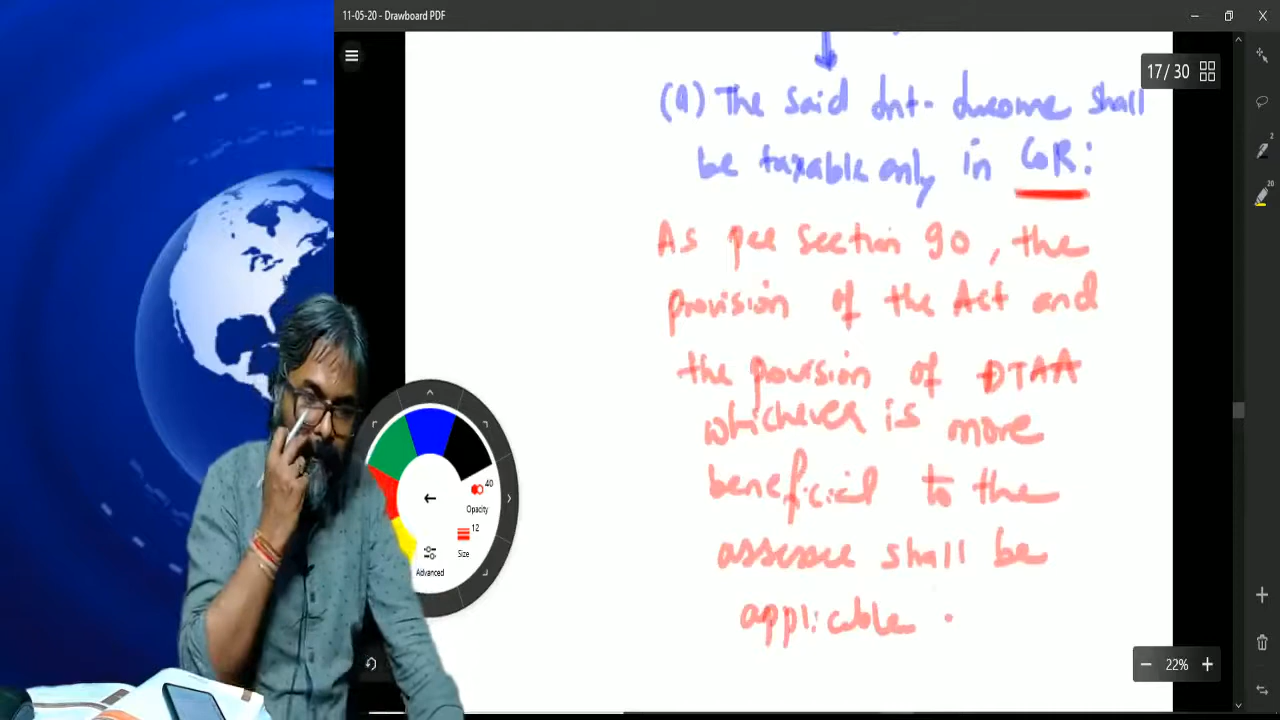 11-05-20 - Drawboard PDF
17/30
(a) The said Int- Income shall
be taxable only in CoR:
As per section 90, the
provision of the Act and
the provision of DTAA
whichever is more
beneficial to the
assessee shall be
applicable.
40
Opacity
12
Size
Advanced
2
20
22%